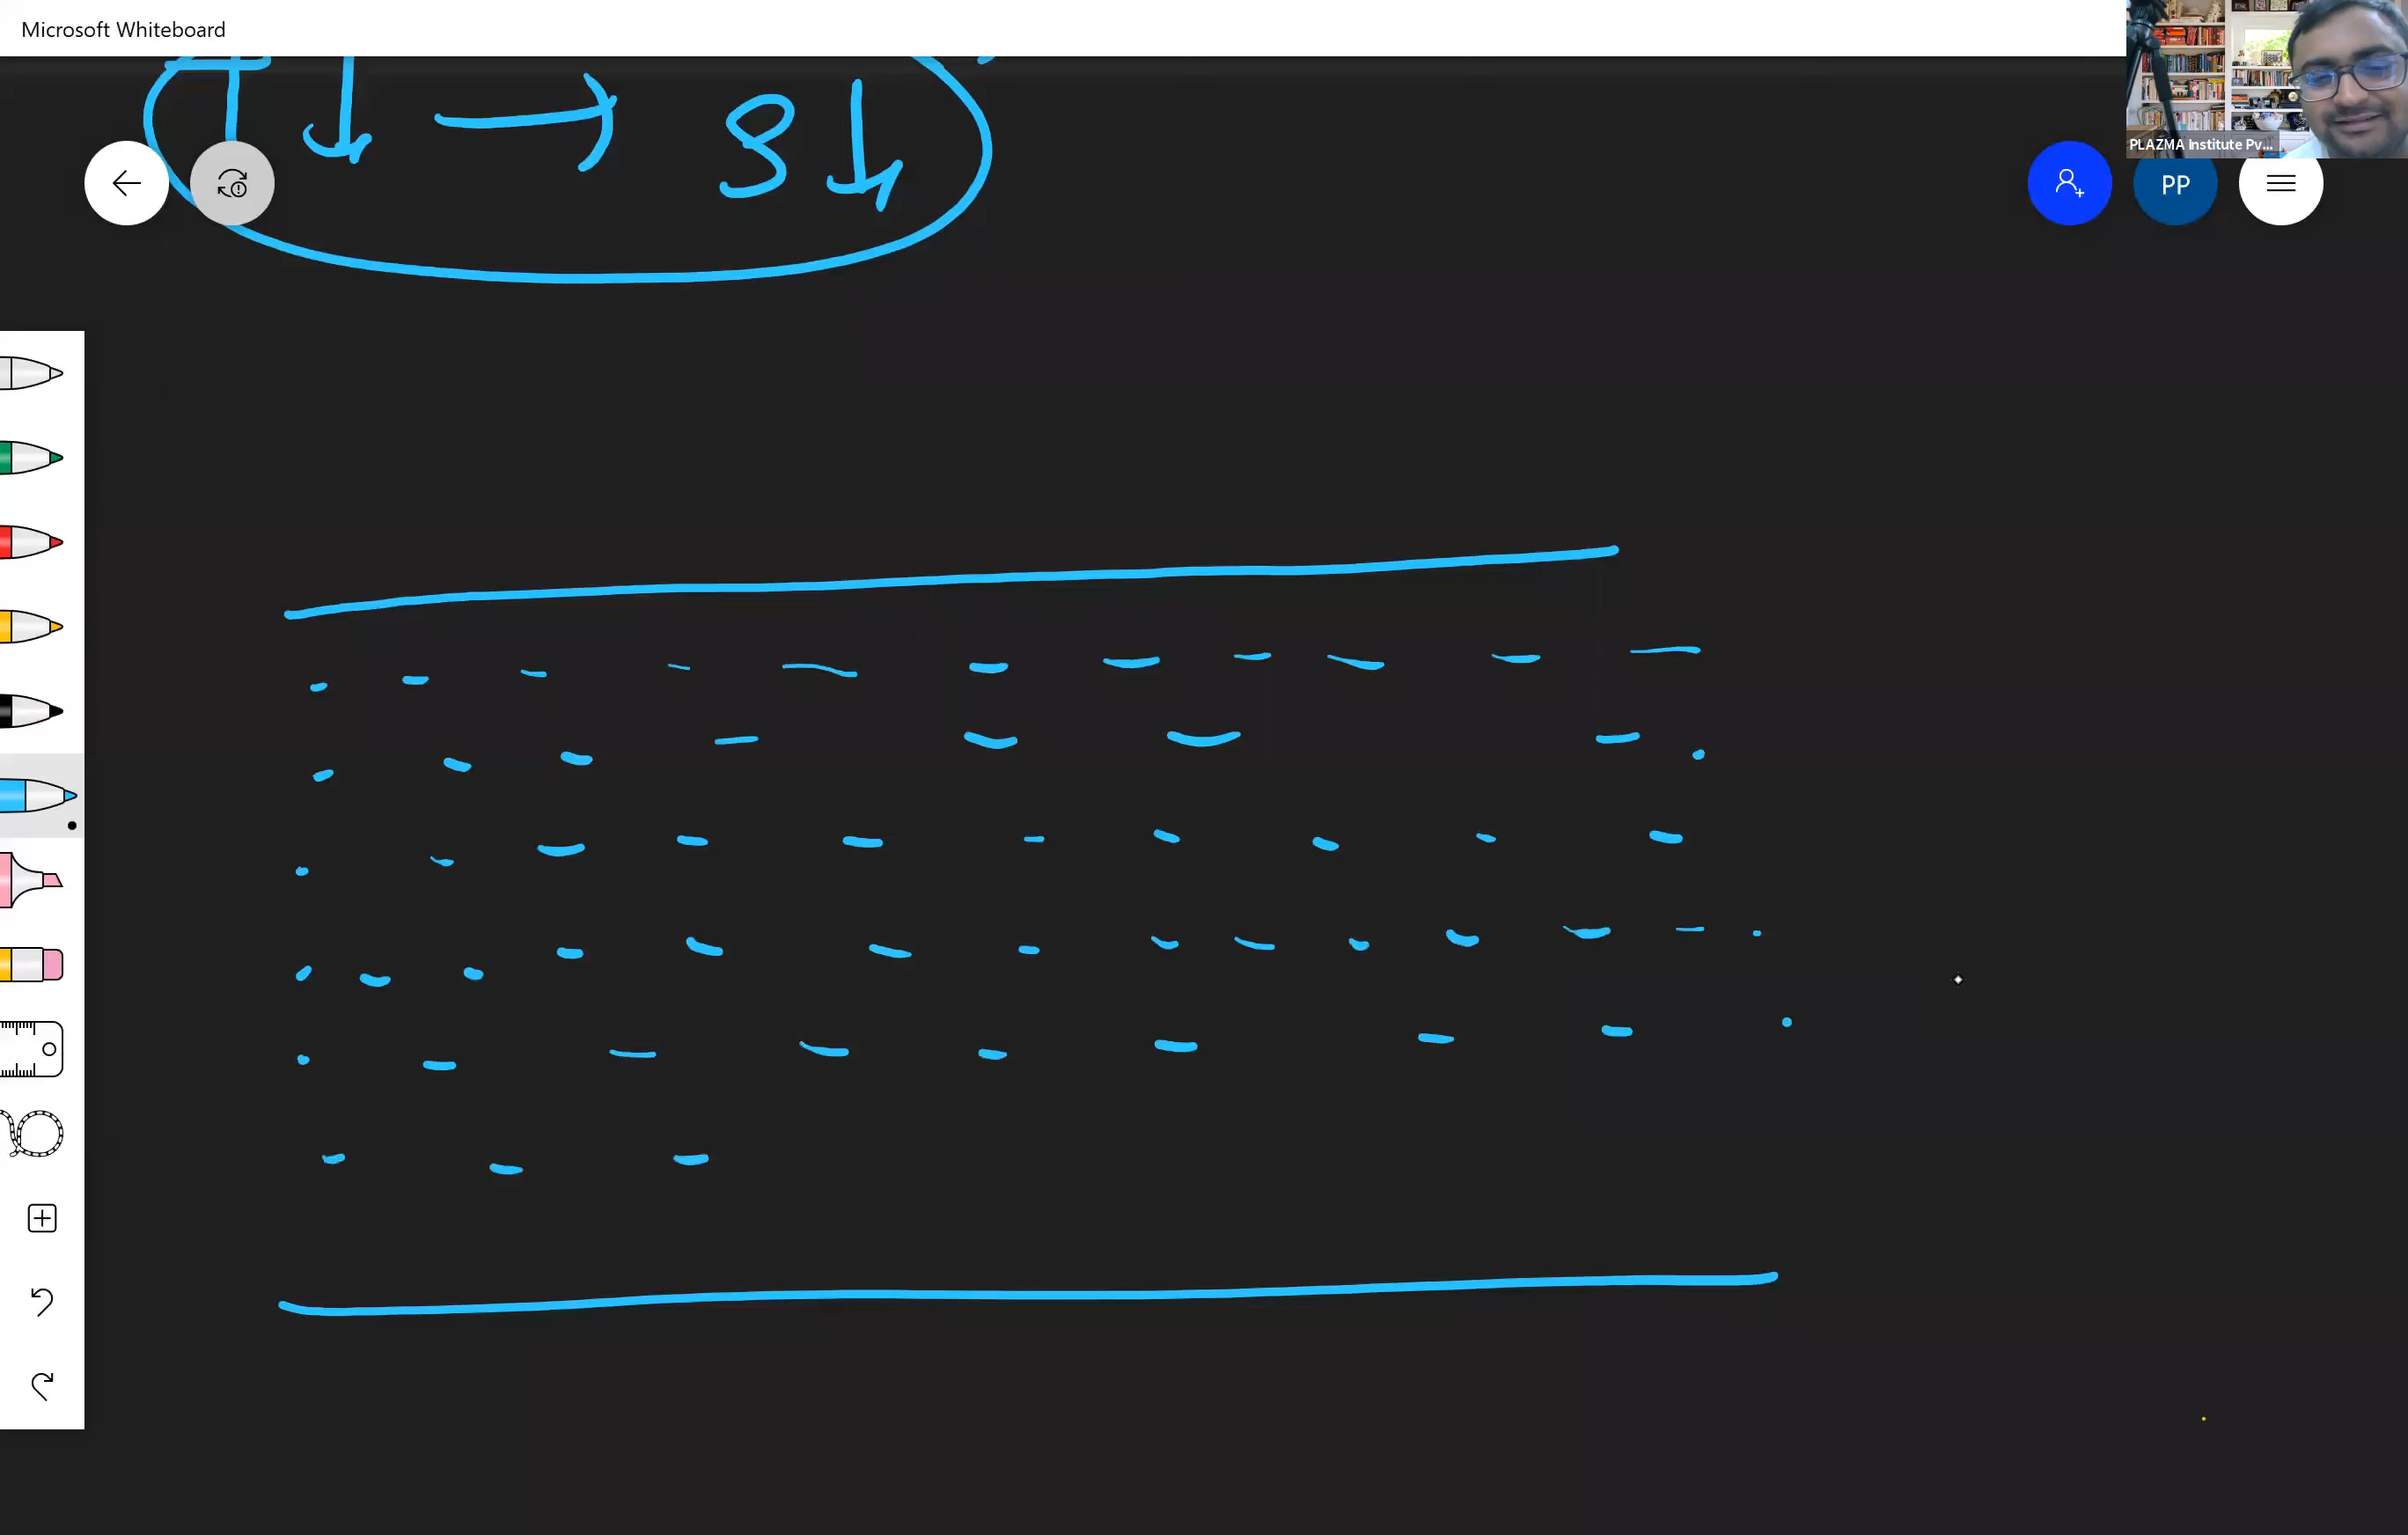 Microsoft Whiteboard
PLAZMA Institute Pv...
PP
T ↓ → S ↓